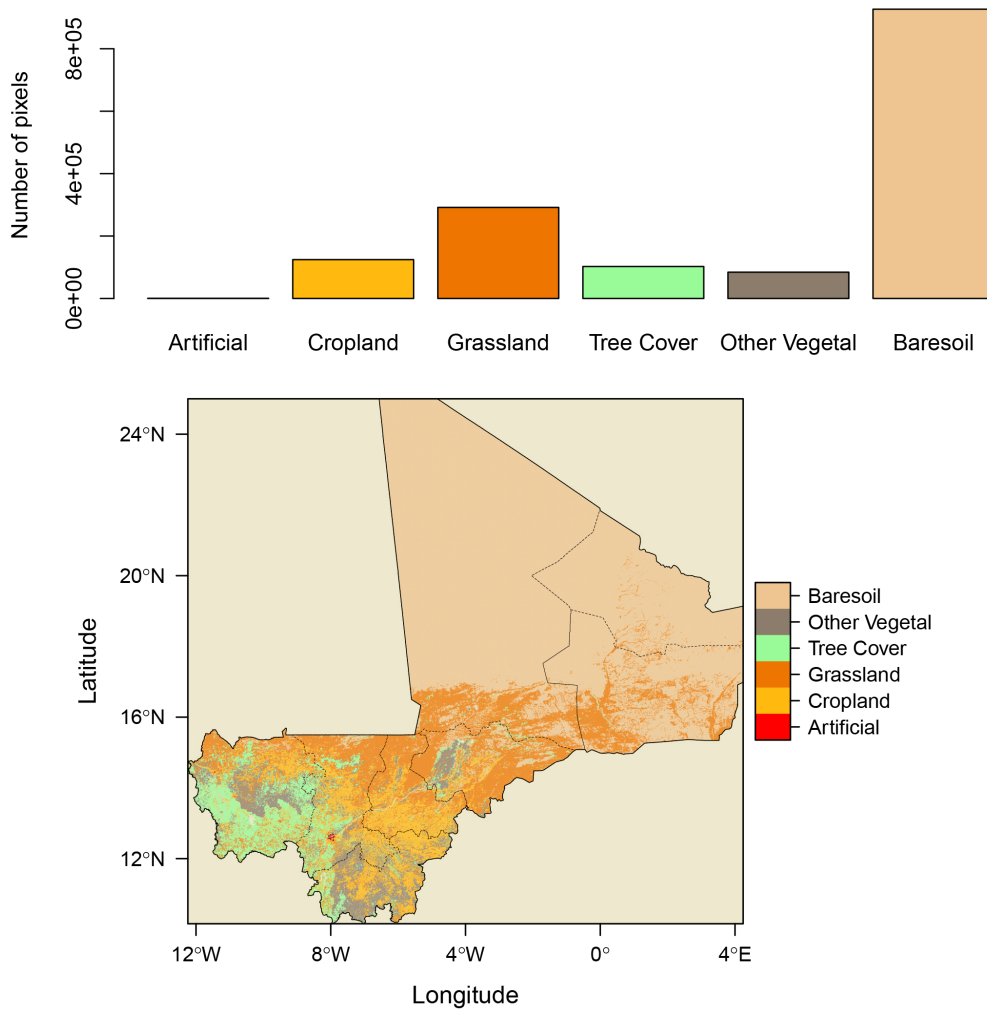 Number of pixels
8e+05
4e+05
0e+00
Artificial Cropland Grassland Tree Cover Other Vegetal Baresoil
Latitude
24°N
20°N
16°N
12°N
12°W 8°W 4°W 0° 4°E
Longitude
Baresoil
Other Vegetal
Tree Cover
Grassland
Cropland
Artificial